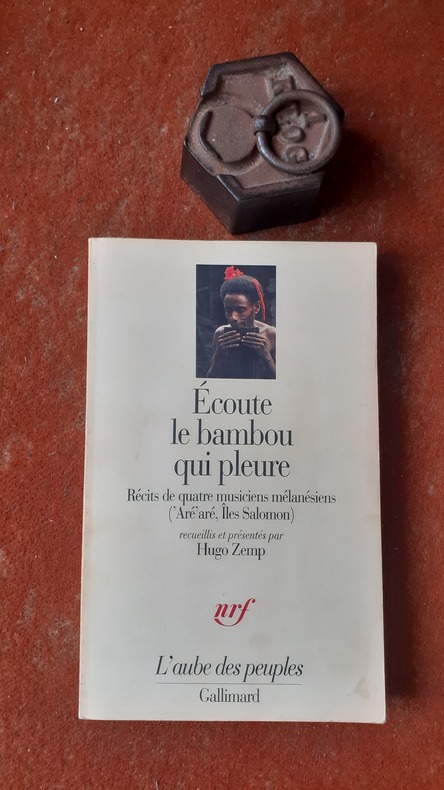 Écoute
le bambou
qui pleure
Récits de quatre musiciens mélanésiens
('Aré'aré, Îles Salomon)
recueillis et présentés par
Hugo Zemp
nrf
L'aube des peuples
Gallimard